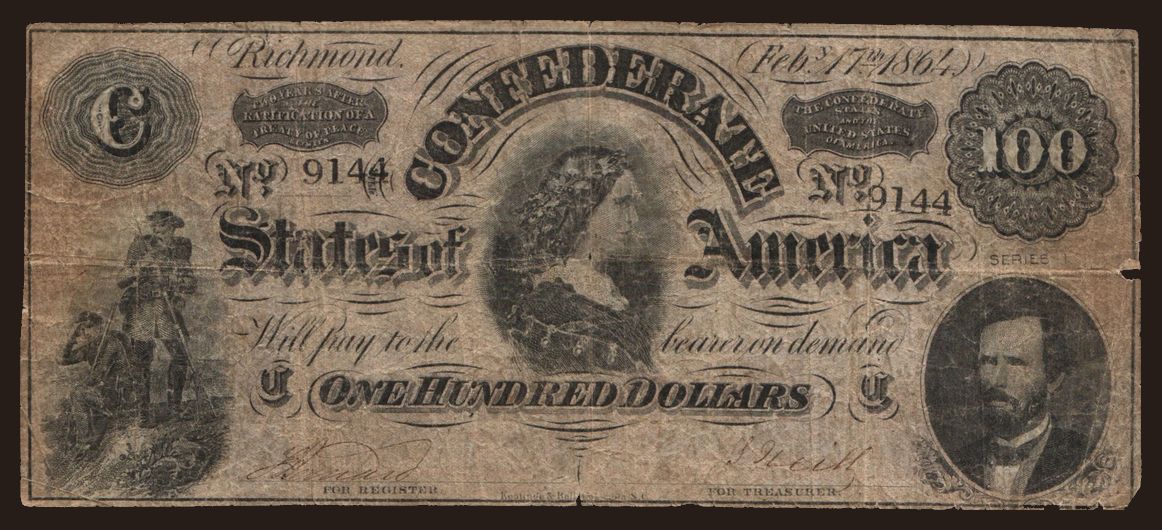 Richmond.
Feby. 17th 1864.
C
TWO YEARS AFTER
THE
RATIFICATION OF A
TREATY OF PEACE
THE CONFEDERATE
STATES
AND THE
UNITED STATES
OF AMERICA.
100
CONFEDERATE
No. 9144
No. 9144
States of America
SERIES 1
Will pay to the bearer on demand
C ONE HUNDRED DOLLARS C
FOR REGISTER
FOR TREASURER.